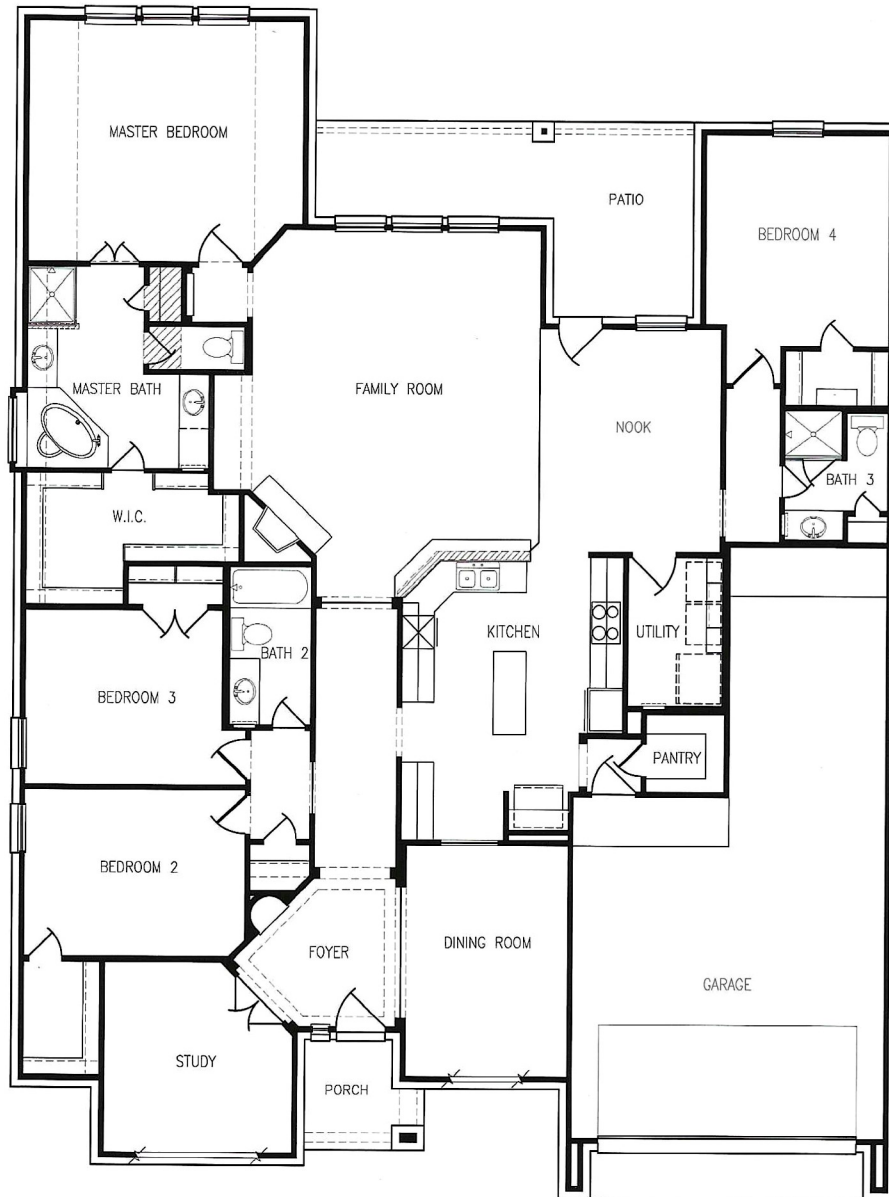 MASTER BEDROOM
PATIO
BEDROOM 4
MASTER BATH
FAMILY ROOM
NOOK
BATH 3
W.I.C.
KITCHEN
UTILITY
BATH 2
BEDROOM 3
PANTRY
BEDROOM 2
FOYER
DINING ROOM
GARAGE
STUDY
PORCH